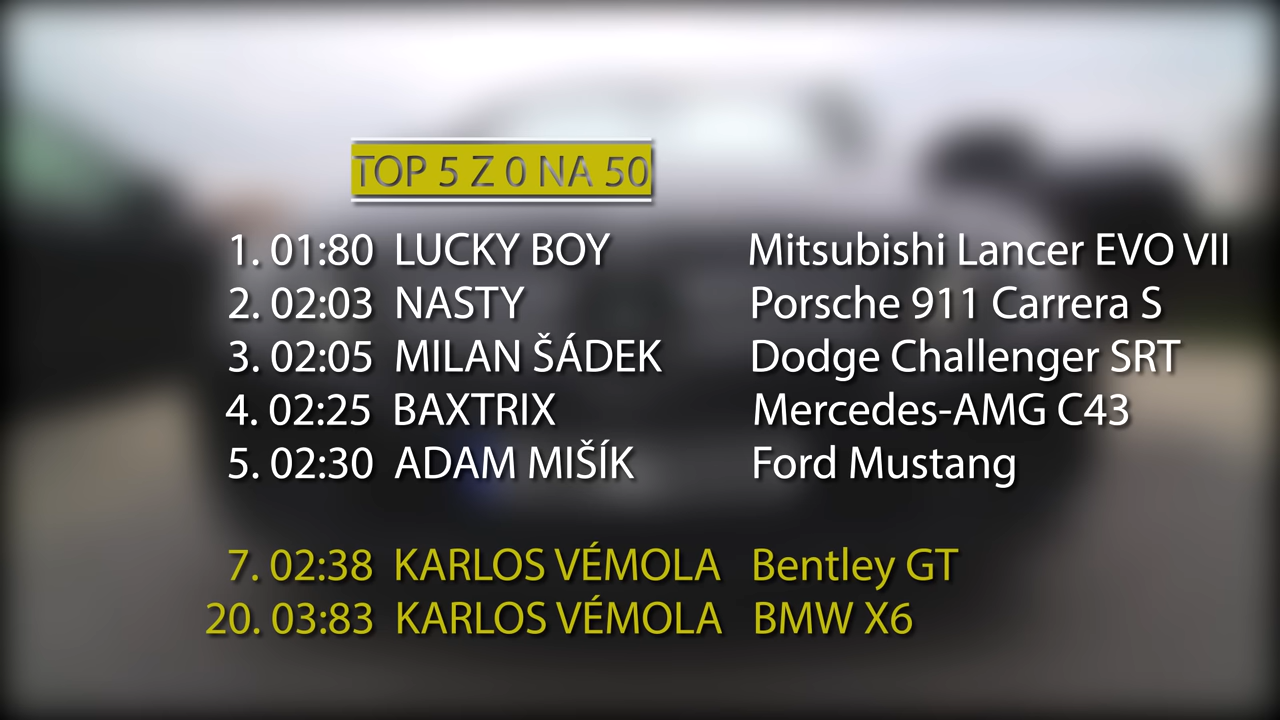 TOP 5 Z 0 NA 50
1. 01:80 LUCKY BOY Mitsubishi Lancer EVO VII
2. 02:03 NASTY Porsche 911 Carrera S
3. 02:05 MILAN ŠÁDEK Dodge Challenger SRT
4. 02:25 BAXTRIX Mercedes-AMG C43
5. 02:30 ADAM MIŠÍK Ford Mustang
7. 02:38 KARLOS VÉMOLA Bentley GT
20. 03:83 KARLOS VÉMOLA BMW X6